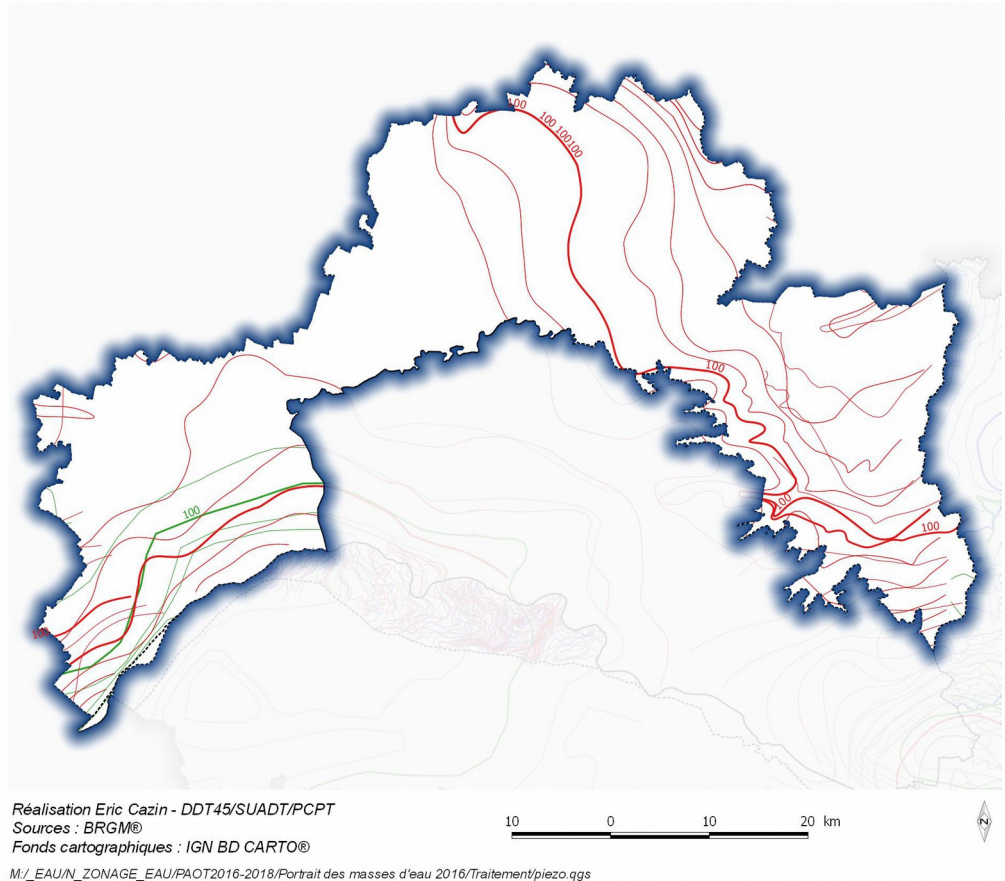 100
100
100
100
100
100
100
100
100
Réalisation Eric Cazin - DDT45/SUADT/PCPT
Sources : BRGM®
Fonds cartographiques : IGN BD CARTO®
10 0 10 20 km
N
M:/_EAU/N_ZONAGE_EAU/PAOT2016-2018/Portrait des masses d'eau 2016/Traitement/piezo.qgs